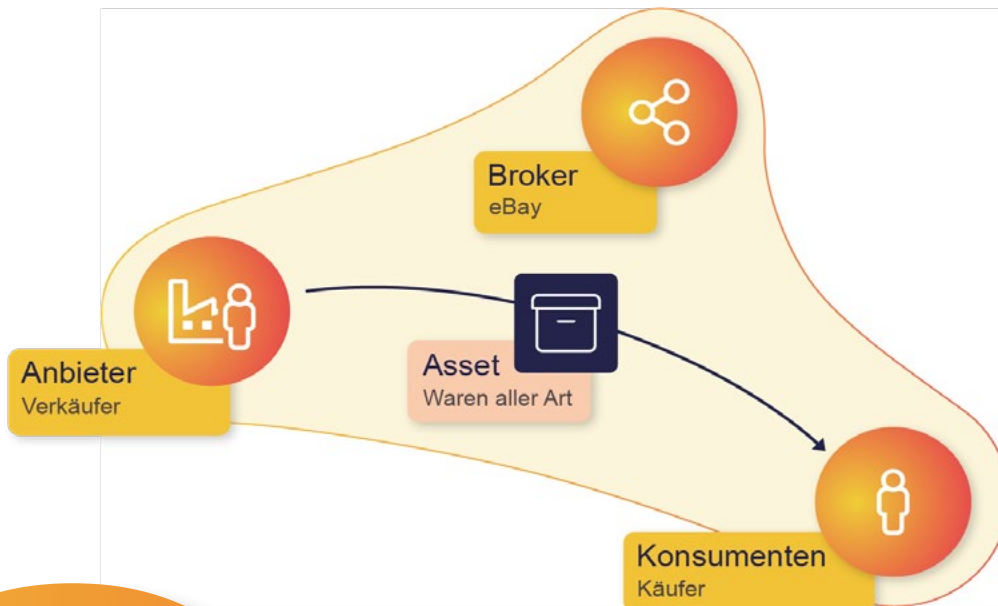 Broker
eBay
Anbieter
Verkäufer
Asset
Waren aller Art
Konsumenten
Käufer